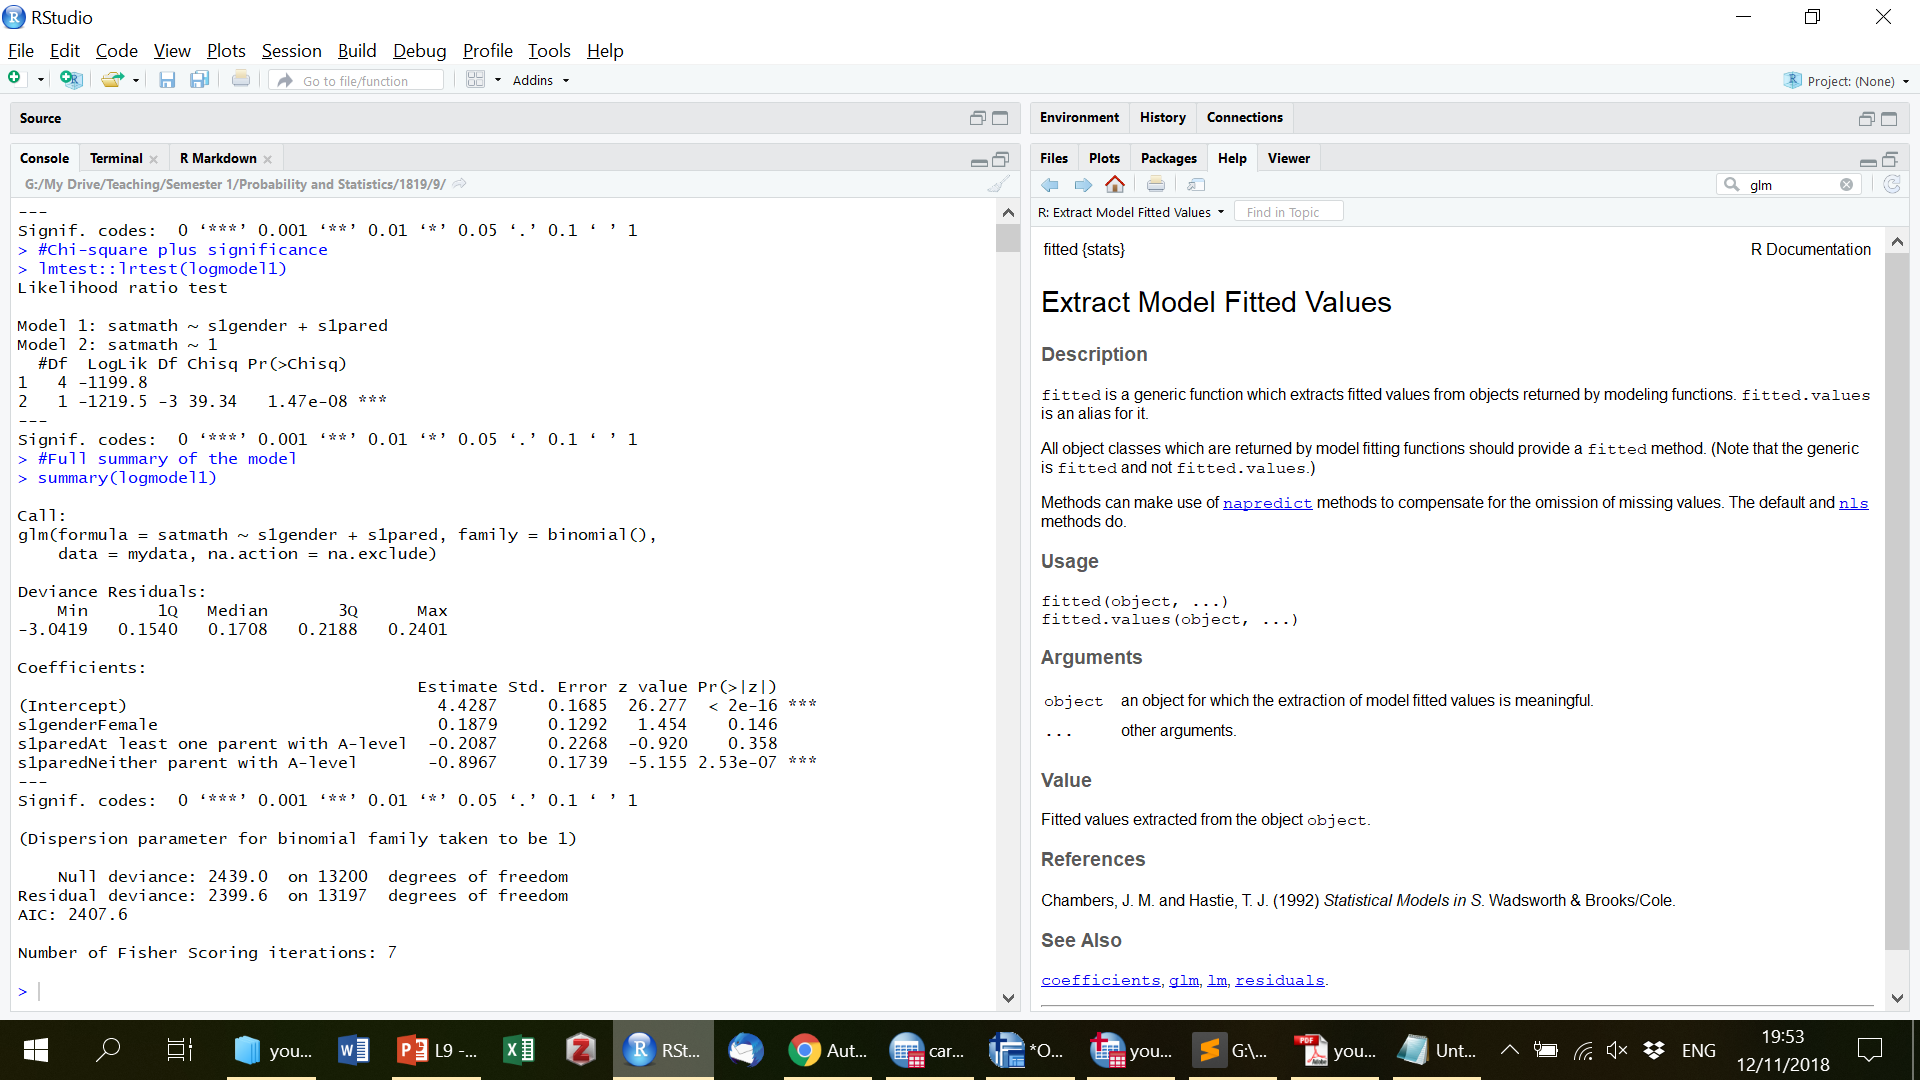 RStudio
File Edit Code View Plots Session Build Debug Profile Tools Help
Go to file/function Addins Project: (None)
Source
Console Terminal R Markdown
G:/My Drive/Teaching/Semester 1/Probability and Statistics/1819/9/
---
Signif. codes:  0 ‘***’ 0.001 ‘**’ 0.01 ‘*’ 0.05 ‘.’ 0.1 ‘ ’ 1
> #Chi-square plus significance
> lmtest::lrtest(logmodel1)
Likelihood ratio test
Model 1: satmath ~ s1gender + s1pared
Model 2: satmath ~ 1
  #Df  LogLik Df Chisq Pr(>Chisq)
1   4 -1199.8
2   1 -1219.5 -3 39.34   1.47e-08 ***
---
Signif. codes:  0 ‘***’ 0.001 ‘**’ 0.01 ‘*’ 0.05 ‘.’ 0.1 ‘ ’ 1
> #Full summary of the model
> summary(logmodel1)
Call:
glm(formula = satmath ~ s1gender + s1pared, family = binomial(),
    data = mydata, na.action = na.exclude)
Deviance Residuals:
    Min       1Q   Median       3Q      Max
-3.0419   0.1540   0.1708   0.2188   0.2401
Coefficients:
                                        Estimate Std. Error z value Pr(>|z|)
(Intercept)                               4.4287     0.1685  26.277  < 2e-16 ***
s1genderFemale                            0.1879     0.1292   1.454    0.146
s1paredAt least one parent with A-level  -0.2087     0.2268  -0.920    0.358
s1paredNeither parent with A-level       -0.8967     0.1739  -5.155 2.53e-07 ***
---
Signif. codes:  0 ‘***’ 0.001 ‘**’ 0.01 ‘*’ 0.05 ‘.’ 0.1 ‘ ’ 1
(Dispersion parameter for binomial family taken to be 1)
    Null deviance: 2439.0  on 13200  degrees of freedom
Residual deviance: 2399.6  on 13197  degrees of freedom
AIC: 2407.6
Number of Fisher Scoring iterations: 7
>
Environment History Connections
Files Plots Packages Help Viewer
glm
R: Extract Model Fitted Values Find in Topic
fitted {stats} R Documentation
Extract Model Fitted Values
Description
fitted is a generic function which extracts fitted values from objects returned by modeling functions. fitted.values
is an alias for it.
All object classes which are returned by model fitting functions should provide a fitted method. (Note that the generic
is fitted and not fitted.values.)
Methods can make use of napredict methods to compensate for the omission of missing values. The default and nls
methods do.
Usage
fitted(object, ...)
fitted.values(object, ...)
Arguments
object an object for which the extraction of model fitted values is meaningful.
... other arguments.
Value
Fitted values extracted from the object object.
References
Chambers, J. M. and Hastie, T. J. (1992) Statistical Models in S. Wadsworth & Brooks/Cole.
See Also
coefficients, glm, lm, residuals.
you... L9 -... RSt... Aut... car... *O... you... G:\... you... Unt... ENG
19:53
12/11/2018